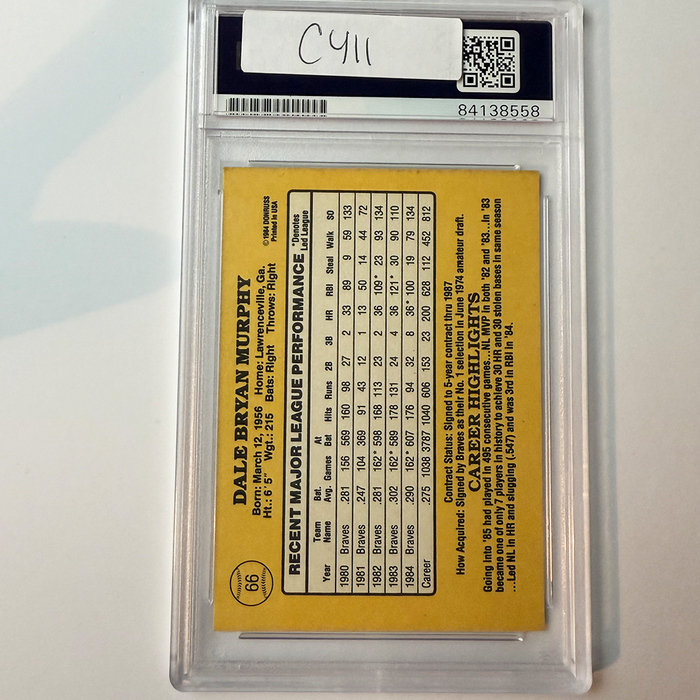 C411
84138558
66
DALE BRYAN MURPHY
© 1984 DONRUSS
Printed in USA
Born: March 12, 1956 Home: Lawrenceville, Ga.
Ht.: 6' 5" Wgt.: 215 Bats: Right Throws: Right
RECENT MAJOR LEAGUE PERFORMANCE
*Denotes
Led League
Year Team Name Bat. Avg. Games At Bat Hits Runs 2B 3B HR RBI Steal Walk SO
1980 Braves .281 156 569 160 98 27 2 33 89 9 59 133
1981 Braves .247 104 369 91 43 12 1 13 50 14 44 72
1982 Braves .281 162* 598 168 113 23 2 36 109* 23 93 134
1983 Braves .302 162* 589 178 131 24 4 36 121* 30 90 110
1984 Braves .290 162* 607 176 94 32 8 36* 100 19 79 134
Career .275 1038 3787 1040 606 153 23 200 628 112 452 812
Contract Status: Signed to 5-year contract thru 1987
How Acquired: Signed by Braves as their No. 1 selection in June 1974 amateur draft.
CAREER HIGHLIGHTS
Going into '85 had played in 495 consecutive games...NL MVP in both '82 and '83...In '83
became one of only 7 players in history to achieve 30 HR and 30 stolen bases in same season
...Led NL in HR and slugging (.547) and was 3rd in RBI in '84.